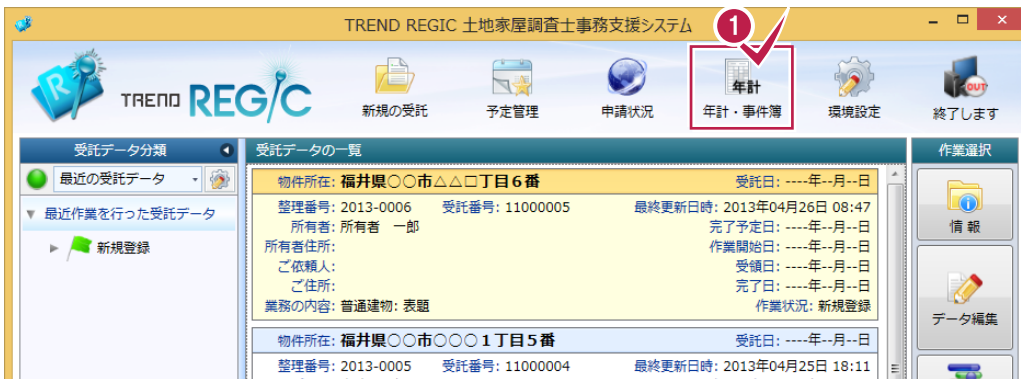 TREND REGIC 土地家屋調査士事務支援システム
1
TREND REGIC
新規の受託
予定管理
申請状況
年計
年計・事件簿
環境設定
OUT
終了します
受託データ分類
受託データの一覧
作業選択
最近の受託データ
最近作業を行った受託データ
新規登録
物件所在: 福井県〇〇市△△□丁目6番 受託日: ----年--月--日
整理番号: 2013-0006 受託番号: 11000005 最終更新日時: 2013年04月26日 08:47
所有者: 所有者 一郎 完了予定日: ----年--月--日
所有者住所: 作業開始日: ----年--月--日
ご依頼人: 受領日: ----年--月--日
ご住所: 完了日: ----年--月--日
業務の内容: 普通建物: 表題 作業状況: 新規登録
物件所在: 福井県〇〇市〇〇〇1丁目5番 受託日: ----年--月--日
整理番号: 2013-0005 受託番号: 11000004 最終更新日時: 2013年04月25日 18:11
情報
データ編集